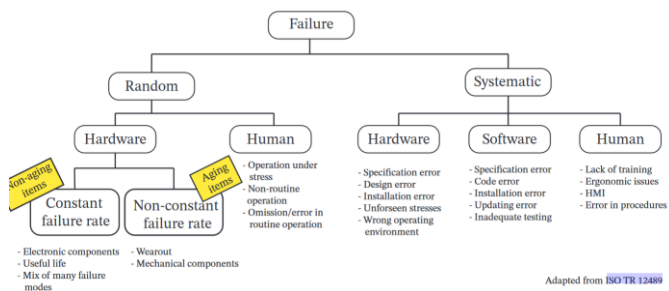 Failure
Random
Systematic
Hardware
Human
Hardware
Software
Human
Non-aging
items
Aging
items
Constant
failure rate
Non-constant
failure rate
- Operation under
stress
- Non-routine
operation
- Omission/error in
routine operation
- Specification error
- Design error
- Installation error
- Unforseen stresses
- Wrong operating
environment
- Specification error
- Code error
- Installation error
- Updating error
- Inadequate testing
- Lack of training
- Ergonomic issues
- HMI
- Error in procedures
- Electronic components
- Useful life
- Mix of many failure
modes
- Wearout
- Mechanical components
Adapted from ISO TR 12489